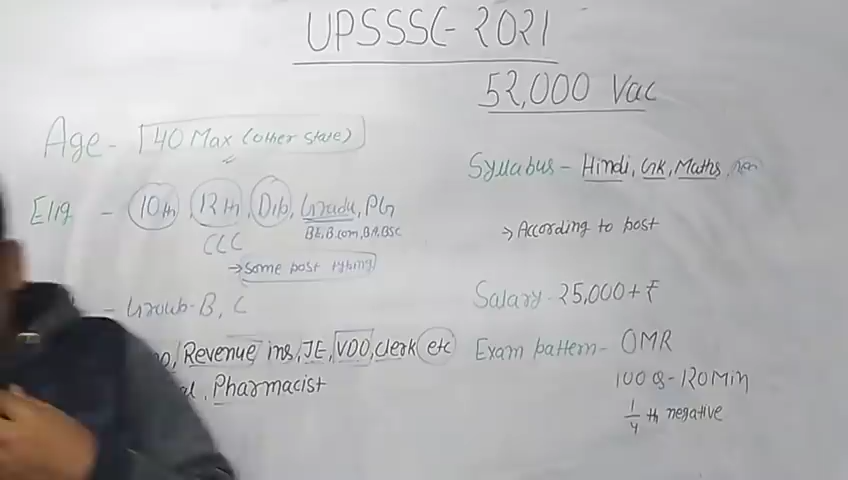 UPSSSC- 2021
52,000 Vac
Age - 40 Max (other state)
Elig - 10th, 12th, Dip, Gradu, PG
BE, B.com, BA, BSC
CCC
→ some post typing
- Group-B, C
Revenue ins, JE, VDO, clerk etc
Pharmacist
Syllabus - Hindi, GK, Maths,
→ According to post
Salary - 25,000+ ₹
Exam pattern - OMR
100 Q - 120 Min
1/4 th negative